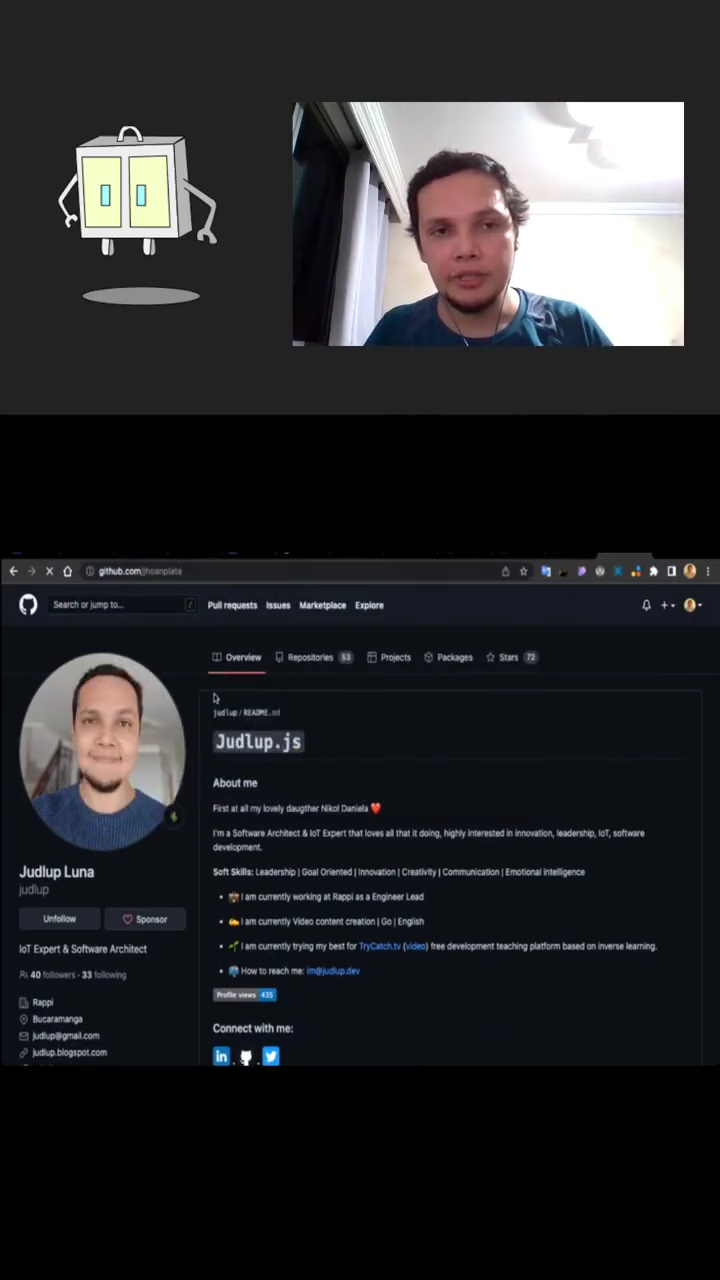 github.com/jhoanplata
Search or jump to... /
Pull requests Issues Marketplace Explore
Overview Repositories 53 Projects Packages Stars 72
judlup / README.md
Judlup.js
About me
First at all my lovely daugther Nikol Daniela ❤️
I'm a Software Architect & IoT Expert that loves all that it doing, highly interested in innovation, leadership, IoT, software
development.
Soft Skills: Leadership | Goal Oriented | Innovation | Creativity | Communication | Emotional intelligence
I am currently working at Rappi as a Engineer Lead
I am currently Video content creation | Go | English
I am currently trying my best for TryCatch.tv (video) free development teaching platform based on inverse learning.
How to reach me: im@judlup.dev
Profile views 435
Connect with me:
in
Judlup Luna
judlup
Unfollow Sponsor
IoT Expert & Software Architect
40 followers · 33 following
Rappi
Bucaramanga
judlup@gmail.com
judlup.blogspot.com